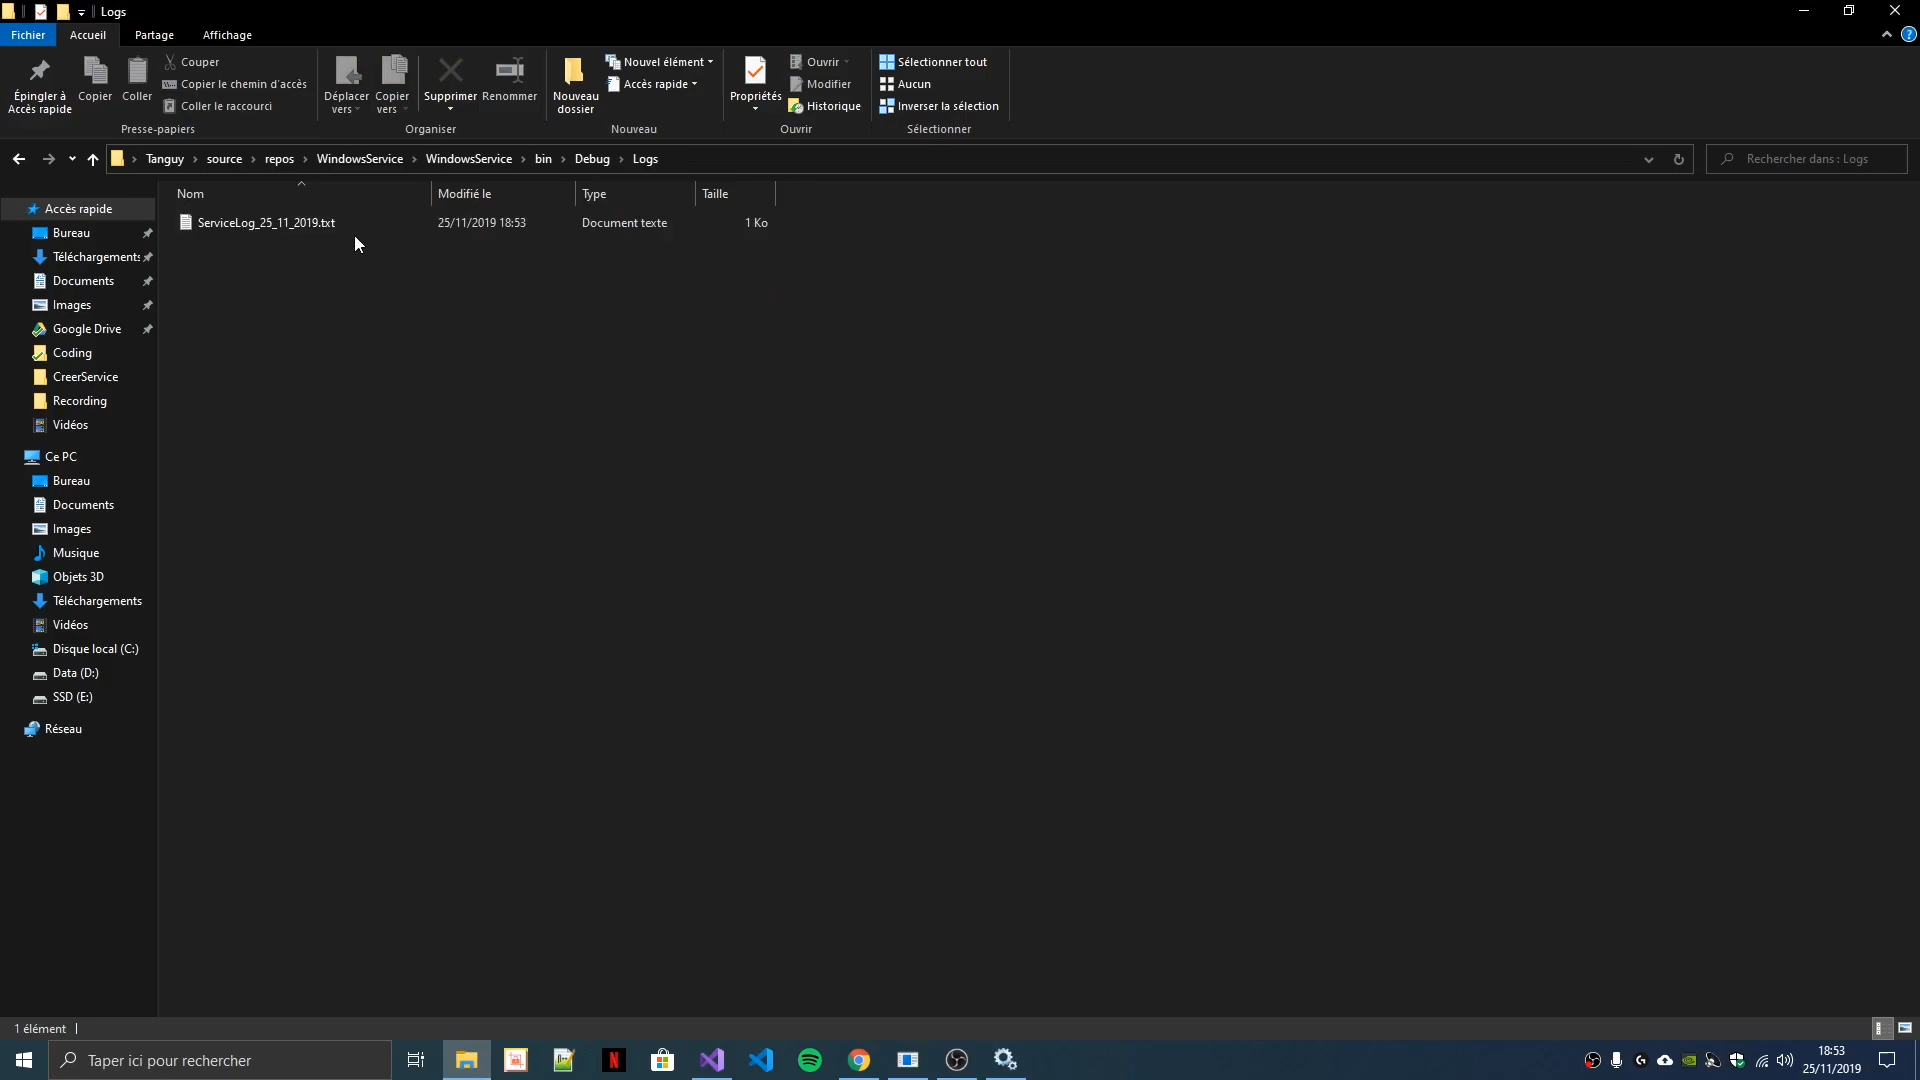 Logs
Fichier Accueil Partage Affichage
Épingler à Accès rapide
Copier
Coller
Couper
Copier le chemin d'accès
Coller le raccourci
Presse-papiers
Déplacer vers
Copier vers
Supprimer
Renommer
Organiser
Nouveau dossier
Nouvel élément
Accès rapide
Nouveau
Propriétés
Ouvrir
Modifier
Historique
Ouvrir
Sélectionner tout
Aucun
Inverser la sélection
Sélectionner
Tanguy > source > repos > WindowsService > WindowsService > bin > Debug > Logs
Rechercher dans : Logs
Nom Modifié le Type Taille
ServiceLog_25_11_2019.txt 25/11/2019 18:53 Document texte 1 Ko
Accès rapide
Bureau
Téléchargements
Documents
Images
Google Drive
Coding
CreerService
Recording
Vidéos
Ce PC
Bureau
Documents
Images
Musique
Objets 3D
Téléchargements
Vidéos
Disque local (C:)
Data (D:)
SSD (E:)
Réseau
1 élément
Taper ici pour rechercher
18:53
25/11/2019